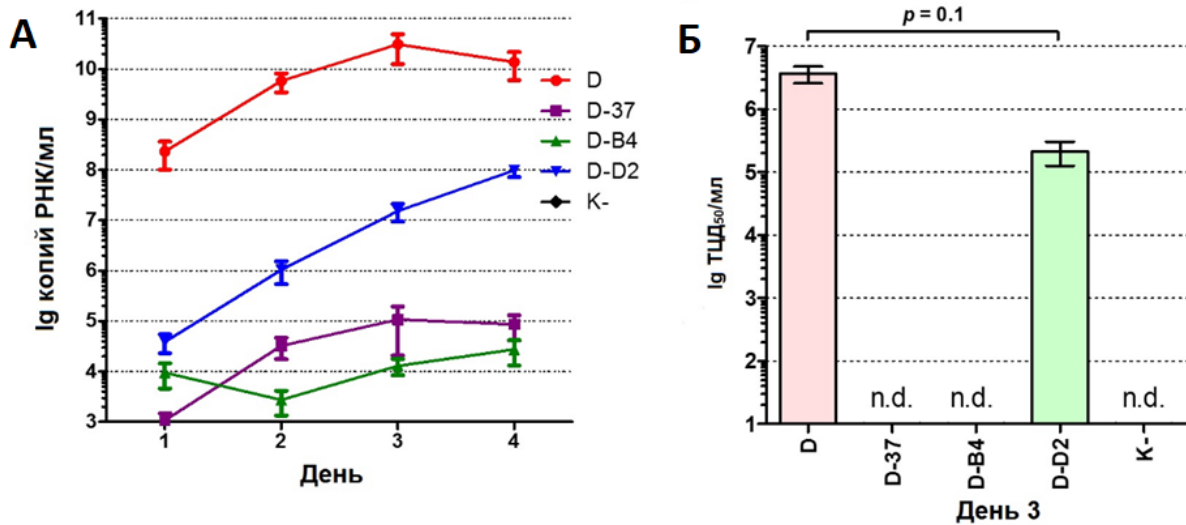 А
lg копий РНК/мл
11
10
9
8
7
6
5
4
3
1
2
3
4
День
D
D-37
D-B4
D-D2
K-
Б
p = 0.1
lg ТЦД50/мл
7
6
5
4
3
2
1
n.d.
n.d.
n.d.
D
D-37
D-B4
D-D2
K-
День 3